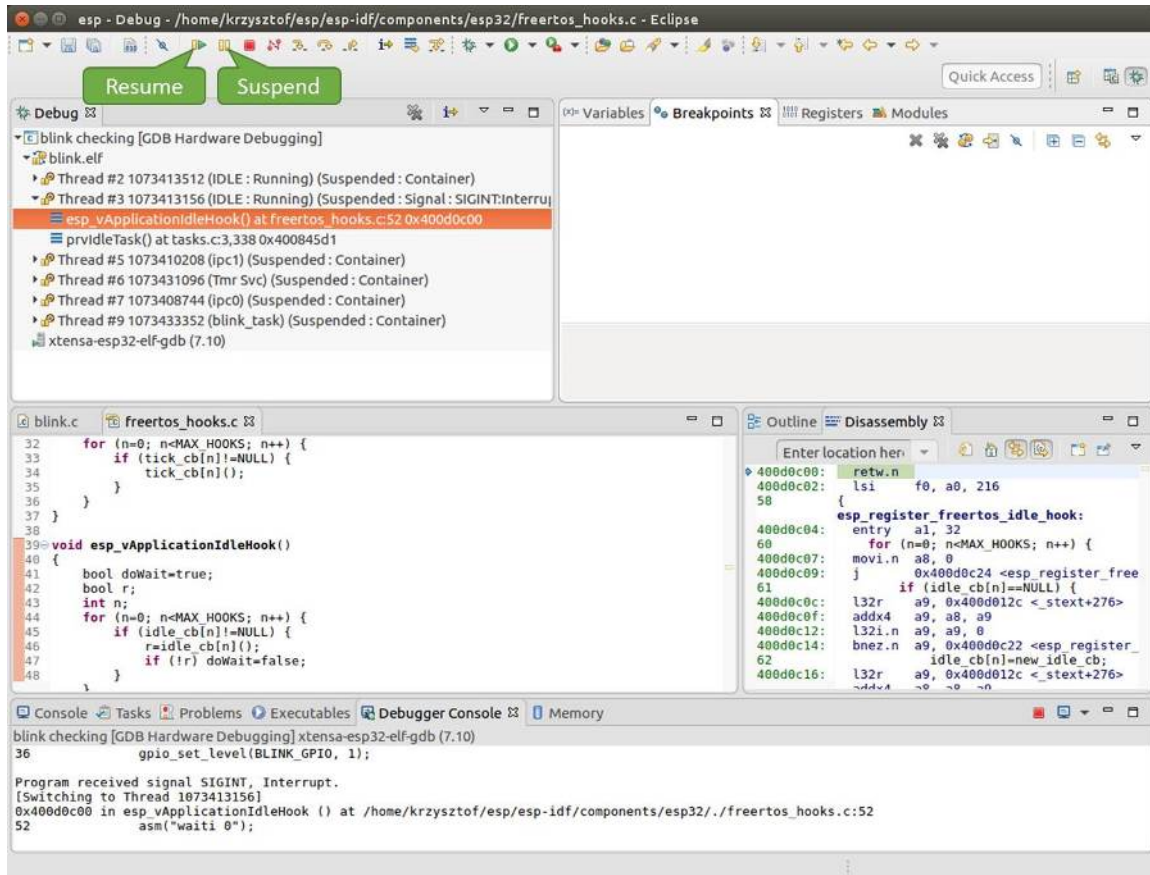 esp - Debug - /home/krzysztof/esp/esp-idf/components/esp32/freertos_hooks.c - Eclipse
Resume
Suspend
Quick Access
Debug
blink checking [GDB Hardware Debugging]
blink.elf
Thread #2 1073413512 (IDLE : Running) (Suspended : Container)
Thread #3 1073413156 (IDLE : Running) (Suspended : Signal : SIGINT:Interrup
esp_vApplicationIdleHook() at freertos_hooks.c:52 0x400d0c00
prvIdleTask() at tasks.c:3,338 0x400845d1
Thread #5 1073410208 (ipc1) (Suspended : Container)
Thread #6 1073431096 (Tmr Svc) (Suspended : Container)
Thread #7 1073408744 (ipc0) (Suspended : Container)
Thread #9 1073433352 (blink_task) (Suspended : Container)
xtensa-esp32-elf-gdb (7.10)
(x)= Variables Breakpoints Registers Modules
blink.c freertos_hooks.c
32 for (n=0; n<MAX_HOOKS; n++) {
33 if (tick_cb[n]!=NULL) {
34 tick_cb[n]();
35 }
36 }
37 }
38
39 void esp_vApplicationIdleHook()
40 {
41 bool doWait=true;
42 bool r;
43 int n;
44 for (n=0; n<MAX_HOOKS; n++) {
45 if (idle_cb[n]!=NULL) {
46 r=idle_cb[n]();
47 if (!r) doWait=false;
48 }
}
Outline Disassembly
Enter location her
400d0c00: retw.n
400d0c02: lsi f0, a0, 216
58 {
esp_register_freertos_idle_hook:
400d0c04: entry a1, 32
60 for (n=0; n<MAX_HOOKS; n++) {
400d0c07: movi.n a8, 0
400d0c09: j 0x400d0c24 <esp_register_free
61 if (idle_cb[n]==NULL) {
400d0c0c: l32r a9, 0x400d012c <_stext+276>
400d0c0f: addx4 a9, a8, a9
400d0c12: l32i.n a9, a9, 0
400d0c14: bnez.n a9, 0x400d0c22 <esp_register_
62 idle_cb[n]=new_idle_cb;
400d0c16: l32r a9, 0x400d012c <_stext+276>
addx4 a8, a8, a9
Console Tasks Problems Executables Debugger Console Memory
blink checking [GDB Hardware Debugging] xtensa-esp32-elf-gdb (7.10)
36 gpio_set_level(BLINK_GPIO, 1);
Program received signal SIGINT, Interrupt.
[Switching to Thread 1073413156]
0x400d0c00 in esp_vApplicationIdleHook () at /home/krzysztof/esp/esp-idf/components/esp32/./freertos_hooks.c:52
52 asm("waiti 0");